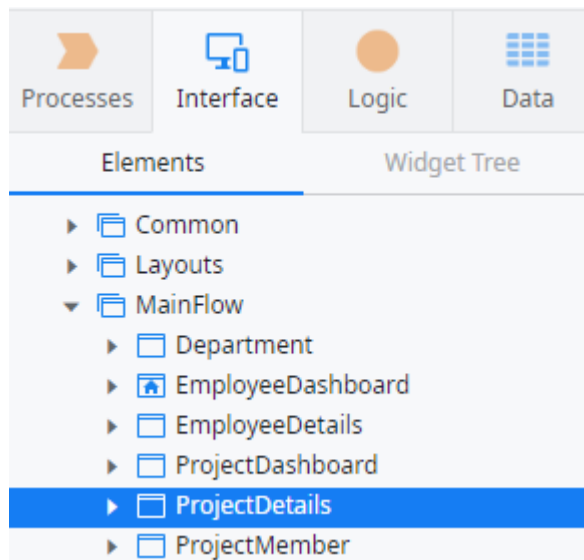 Processes Interface Logic Data
Elements Widget Tree
Common
Layouts
MainFlow
Department
EmployeeDashboard
EmployeeDetails
ProjectDashboard
ProjectDetails
ProjectMember